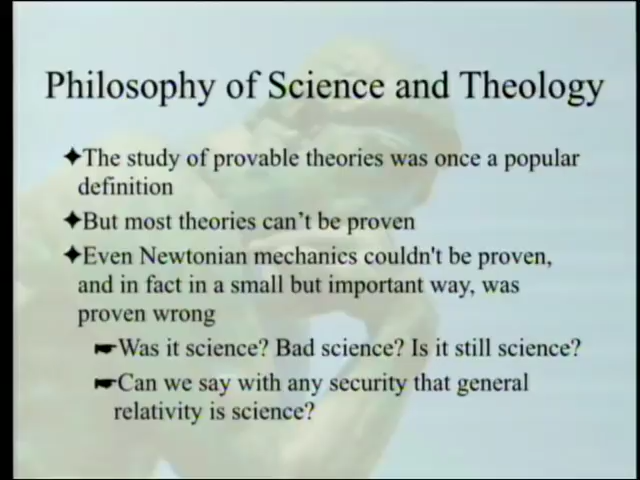 Philosophy of Science and Theology
The study of provable theories was once a popular
definition
But most theories can't be proven
Even Newtonian mechanics couldn't be proven,
and in fact in a small but important way, was
proven wrong
Was it science? Bad science? Is it still science?
Can we say with any security that general
relativity is science?